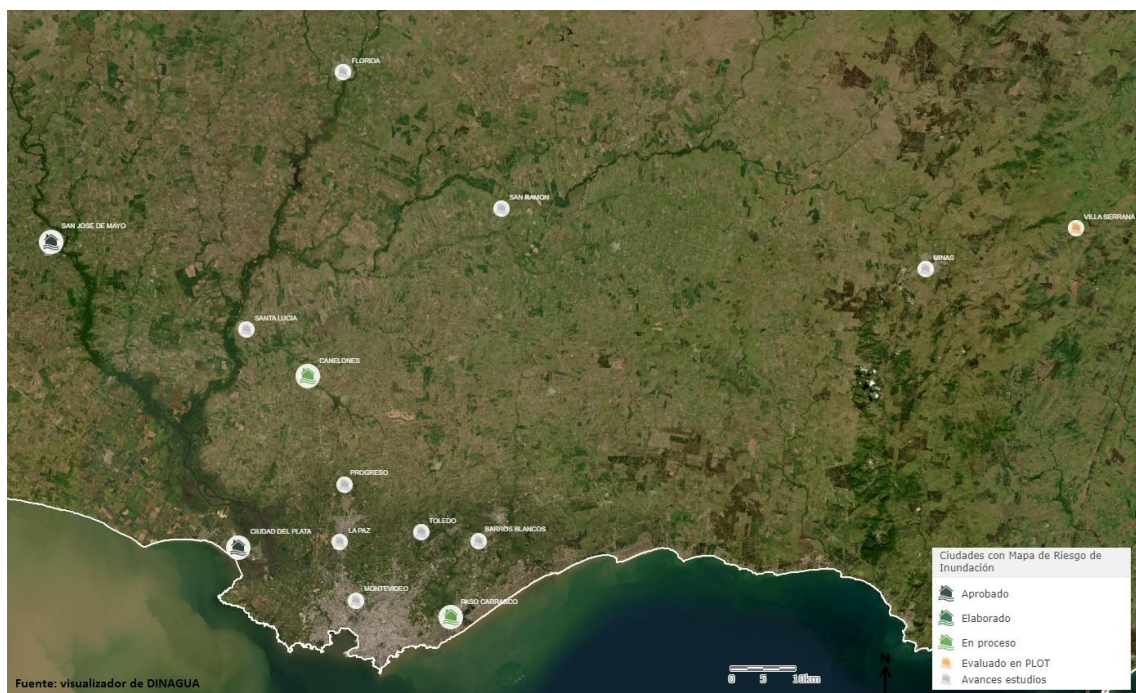 FLORIDA
SAN RAMON
VILLA SERRANA
SAN JOSE DE MAYO
MINAS
SANTA LUCIA
CANELONES
PROGRESO
TOLEDO
CIUDAD DEL PLATA
LA PAZ
BARROS BLANCOS
MONTEVIDEO
PASO CARRASCO
Ciudades con Mapa de Riesgo de
Inundación
Aprobado
Elaborado
En proceso
Evaluado en PLOT
Avances estudios
N
0 5 10km
Fuente: visualizador de DINAGUA